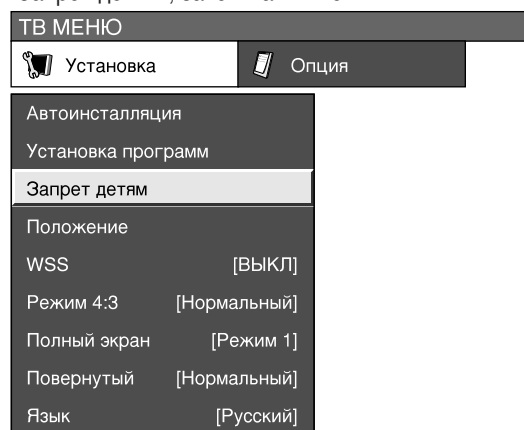 ТВ МЕНЮ
Установка
Опция
Автоинсталляция
Установка программ
Запрет детям
Положение
WSS [ВЫКЛ]
Режим 4:3 [Нормальный]
Полный экран [Режим 1]
Повернутый [Нормальный]
Язык [Русский]